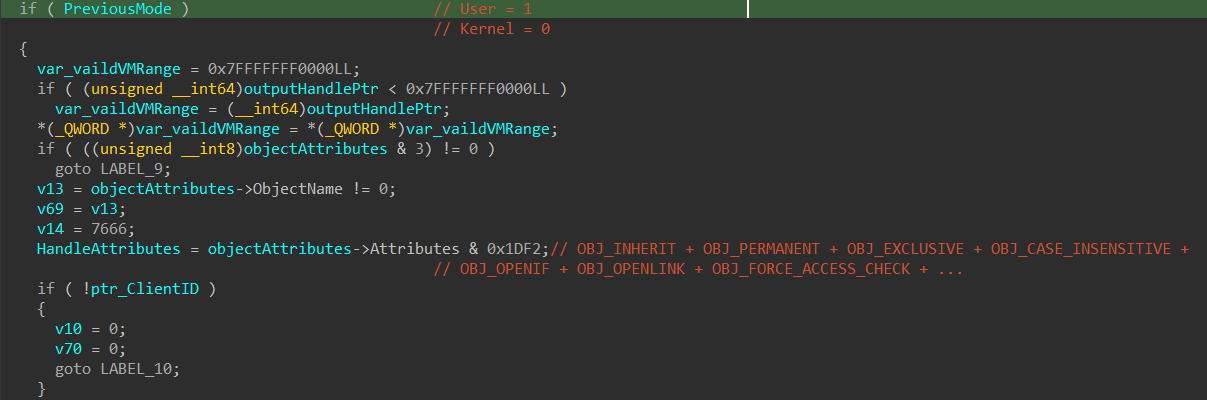 if ( PreviousMode ) // User = 1
// Kernel = 0
{
var_vaildVMRange = 0x7FFFFFFF0000LL;
if ( (unsigned __int64)outputHandlePtr < 0x7FFFFFFF0000LL )
var_vaildVMRange = (__int64)outputHandlePtr;
*(_QWORD *)var_vaildVMRange = *(_QWORD *)var_vaildVMRange;
if ( ((unsigned __int8)objectAttributes & 3) != 0 )
goto LABEL_9;
v13 = objectAttributes->ObjectName != 0;
v69 = v13;
v14 = 7666;
HandleAttributes = objectAttributes->Attributes & 0x1DF2;// OBJ_INHERIT + OBJ_PERMANENT + OBJ_EXCLUSIVE + OBJ_CASE_INSENSITIVE +
// OBJ_OPENIF + OBJ_OPENLINK + OBJ_FORCE_ACCESS_CHECK + ...
if ( !ptr_ClientID )
{
v10 = 0;
v70 = 0;
goto LABEL_10;
}